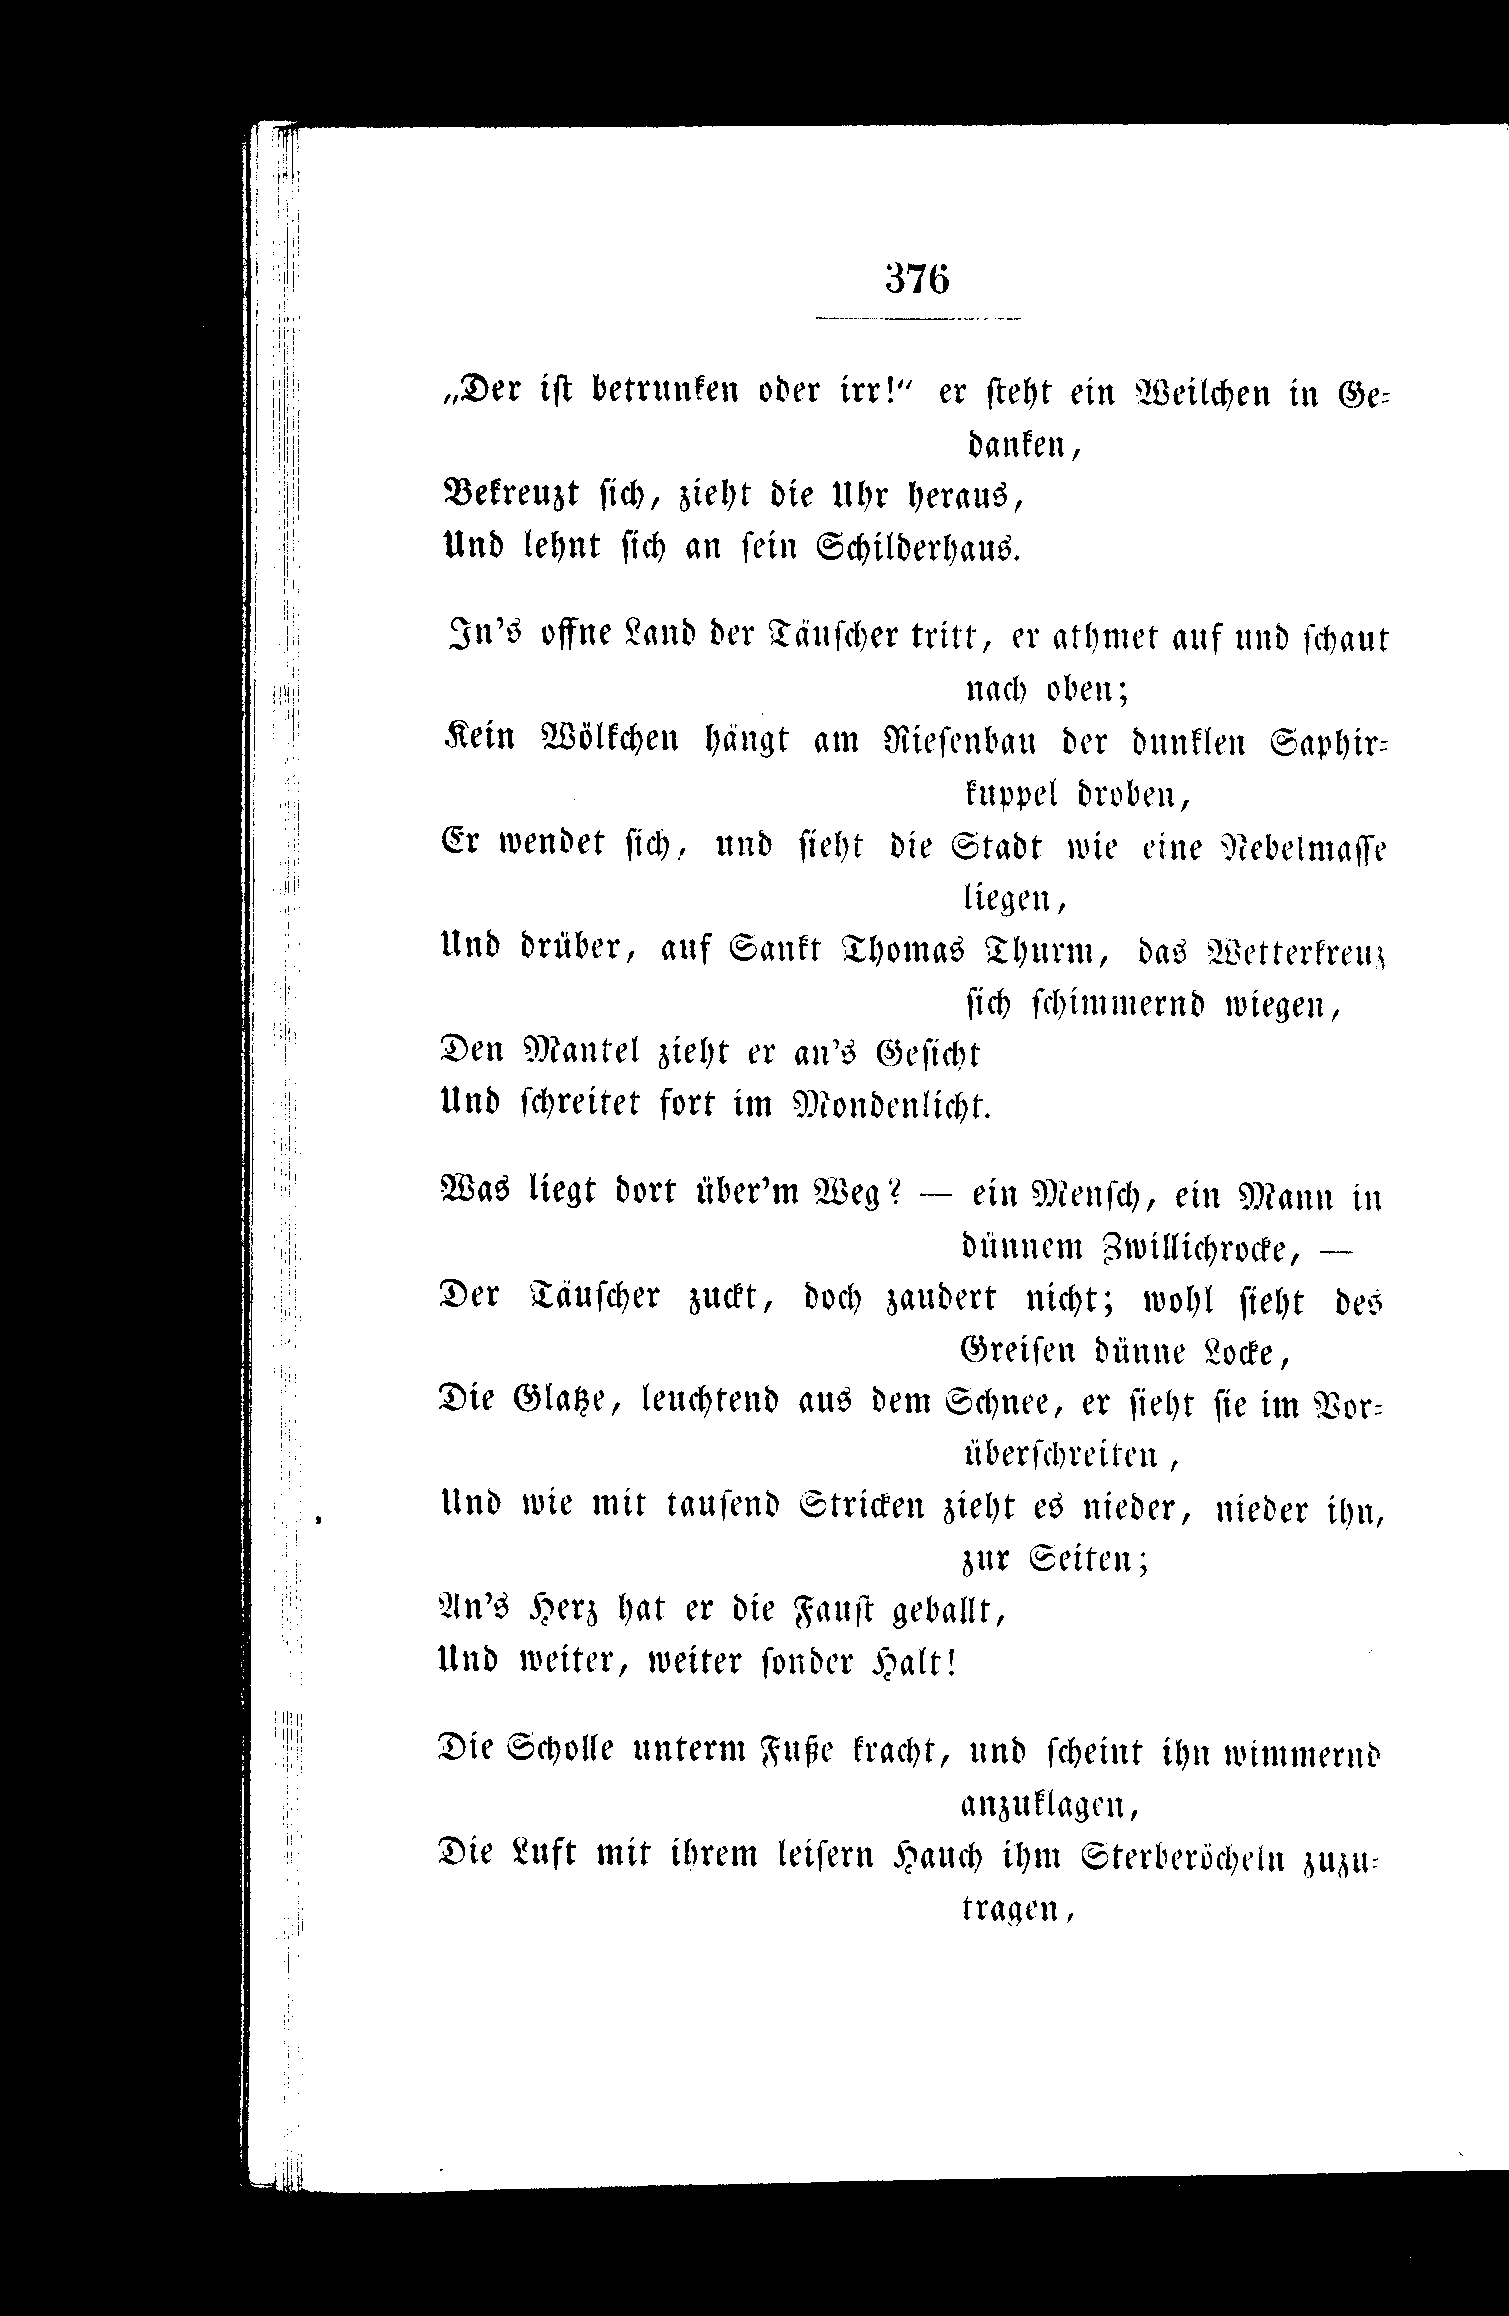 376
„Der ist betrunken oder irr!“ er steht ein Weilchen in Ge-
danken,
Bekreuzt sich, zieht die Uhr heraus,
Und lehnt sich an sein Schilderhaus.
In's offne Land der Täuscher tritt, er athmet auf und schaut
nach oben;
Kein Wölkchen hängt am Riesenbau der dunklen Saphir-
kuppel droben,
Er wendet sich, und sieht die Stadt wie eine Nebelmasse
liegen,
Und drüber, auf Sankt Thomas Thurm, das Wetterkreuz
sich schimmernd wiegen,
Den Mantel zieht er an's Gesicht
Und schreitet fort im Mondenlicht.
Was liegt dort über'm Weg? — ein Mensch, ein Mann in
dünnem Zwillichrocke, —
Der Täuscher zuckt, doch zaudert nicht; wohl sieht des
Greisen dünne Locke,
Die Glatze, leuchtend aus dem Schnee, er sieht sie im Vor-
überschreiten,
Und wie mit tausend Stricken zieht es nieder, nieder ihn,
zur Seiten;
An's Herz hat er die Faust geballt,
Und weiter, weiter sonder Halt!
Die Scholle unterm Fuße kracht, und scheint ihn wimmernd
anzuklagen,
Die Luft mit ihrem leisern Hauch ihm Sterberöcheln zuzu-
tragen,